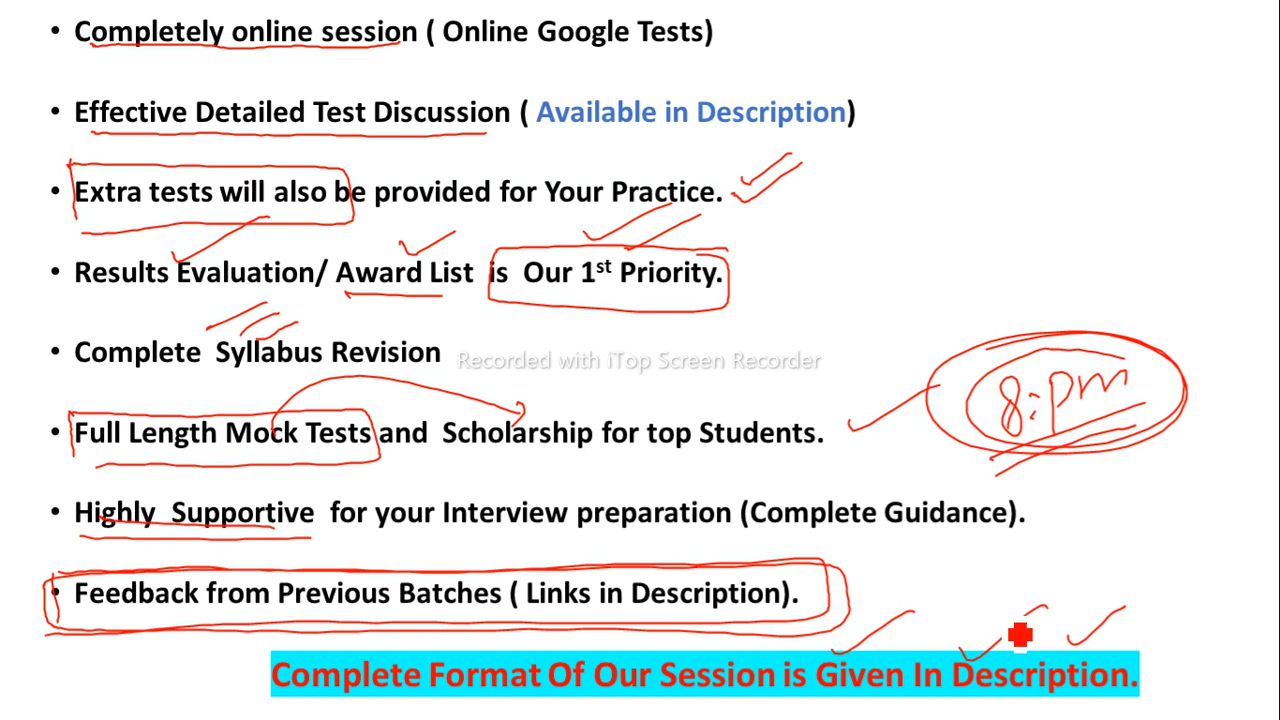 • Completely online session ( Online Google Tests)
• Effective Detailed Test Discussion ( Available in Description)
• Extra tests will also be provided for Your Practice.
• Results Evaluation/ Award List is Our 1st Priority.
• Complete Syllabus Revision
Recorded with iTop Screen Recorder
8:pm
• Full Length Mock Tests and Scholarship for top Students.
• Highly Supportive for your Interview preparation (Complete Guidance).
• Feedback from Previous Batches ( Links in Description).
Complete Format Of Our Session is Given In Description.